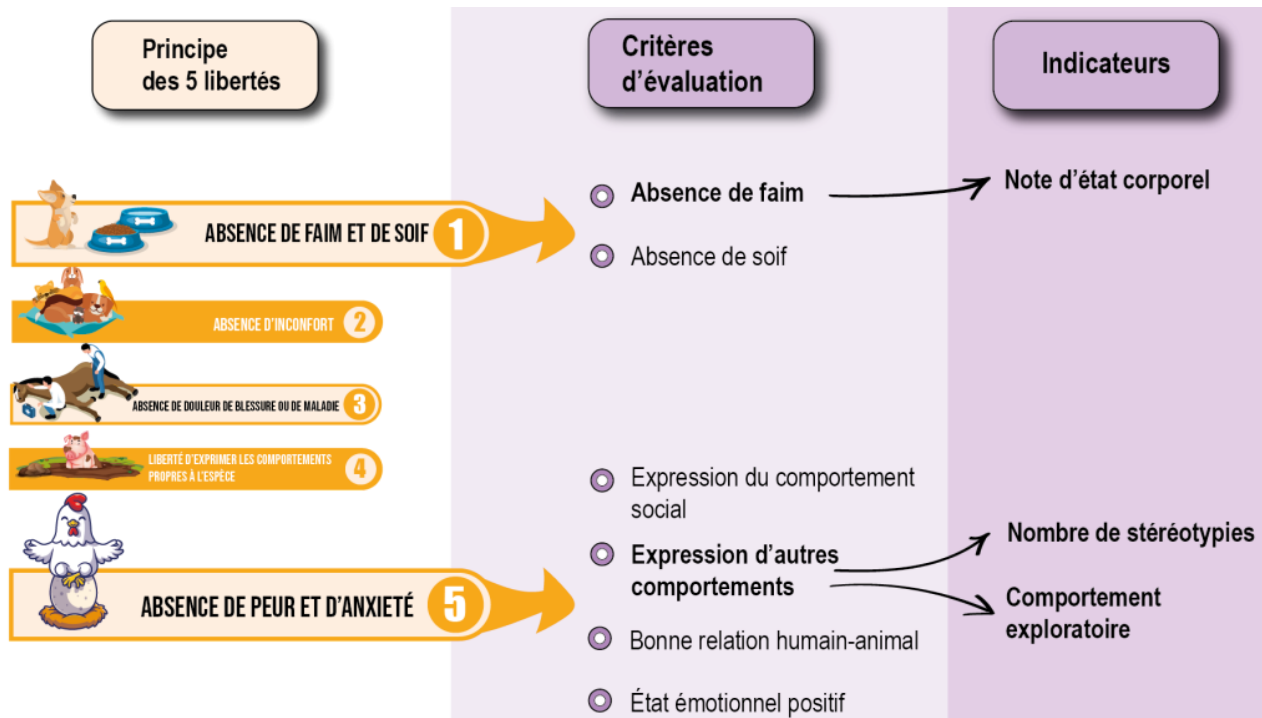 Principe
des 5 libertés
Critères
d'évaluation
Indicateurs
ABSENCE DE FAIM ET DE SOIF 1
Absence de faim
Note d'état corporel
Absence de soif
ABSENCE D'INCONFORT 2
ABSENCE DE DOULEUR DE BLESSURE OU DE MALADIE 3
LIBERTÉ D'EXPRIMER LES COMPORTEMENTS
PROPRES À L'ESPÈCE
4
ABSENCE DE PEUR ET D'ANXIETÉ 5
Expression du comportement
social
Expression d'autres
comportements
Nombre de stéréotypies
Comportement
exploratoire
Bonne relation humain-animal
État émotionnel positif